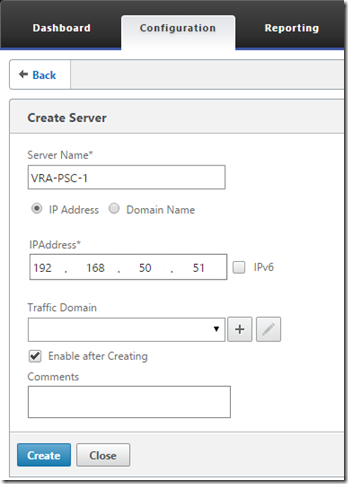 Dashboard Configuration Reporting
Back
Create Server
Server Name*
VRA-PSC-1
IP Address Domain Name
IPAddress*
192 . 168 . 50 . 51 IPv6
Traffic Domain
Enable after Creating
Comments
Create Close